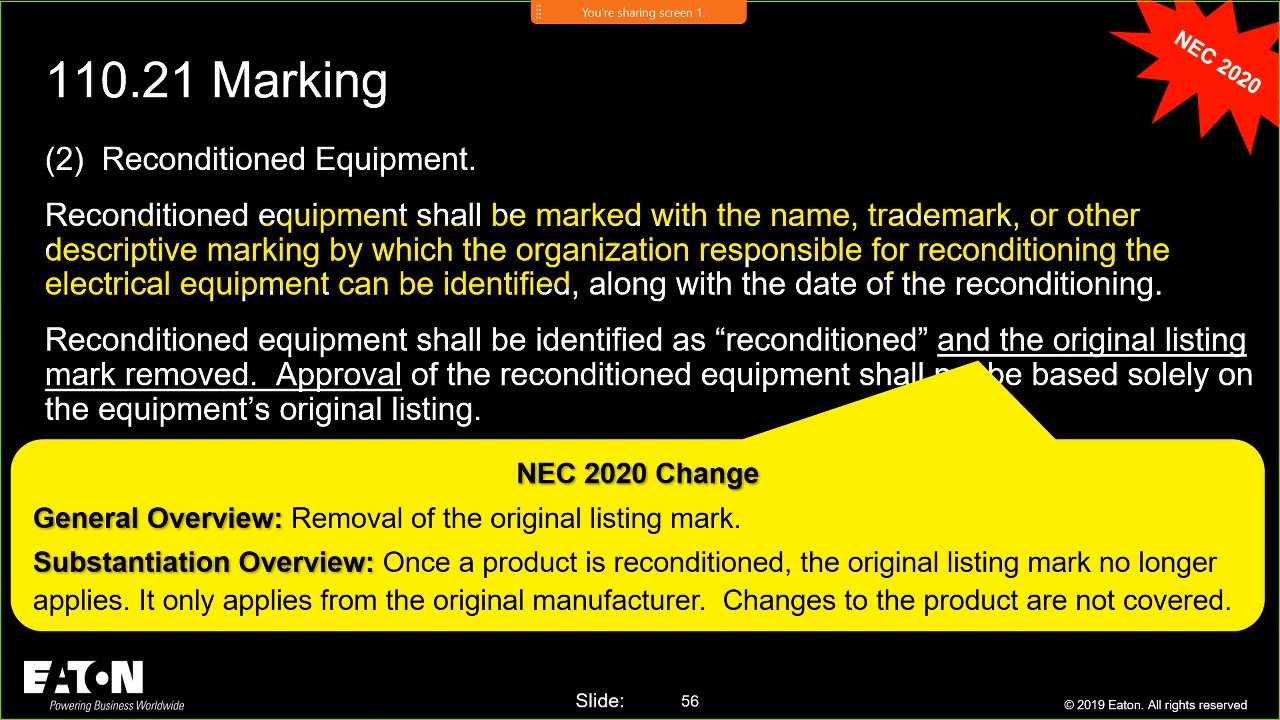 You're sharing screen 1.
NEC 2020
110.21 Marking
(2) Reconditioned Equipment.
Reconditioned equipment shall be marked with the name, trademark, or other
descriptive marking by which the organization responsible for reconditioning the
electrical equipment can be identified, along with the date of the reconditioning.
Reconditioned equipment shall be identified as “reconditioned” and the original listing
mark removed. Approval of the reconditioned equipment shall be based solely on
the equipment’s original listing.
NEC 2020 Change
General Overview: Removal of the original listing mark.
Substantiation Overview: Once a product is reconditioned, the original listing mark no longer
applies. It only applies from the original manufacturer. Changes to the product are not covered.
EATON
Powering Business Worldwide
Slide: 56
© 2019 Eaton. All rights reserved